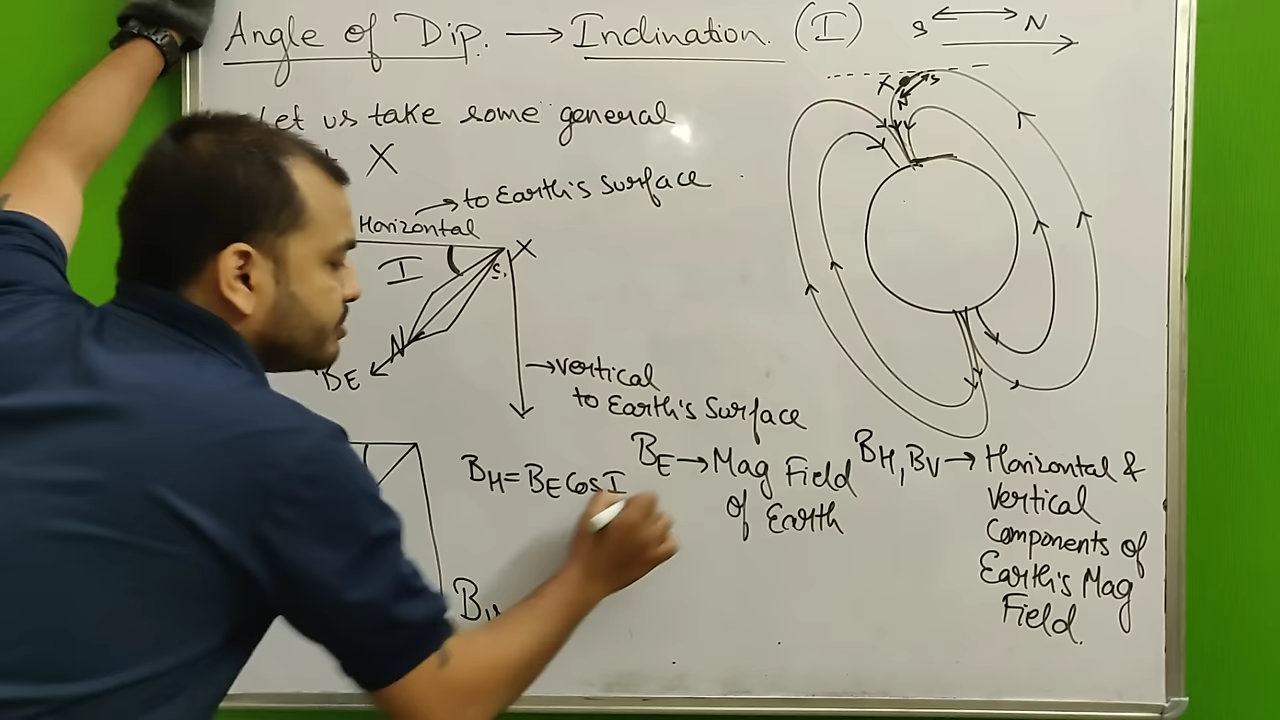 Angle of Dip. → Inclination. (I)
S N
Let us take some general
X
X S
N
→ to Earth's Surface
Horizontal
X
I
S.
N
BE
→ Vertical
to Earth's Surface
BH = BE Cos I
BE → Mag Field
of Earth
BH, BV → Horizontal &
Vertical
Components of
Earth's Mag
Field.